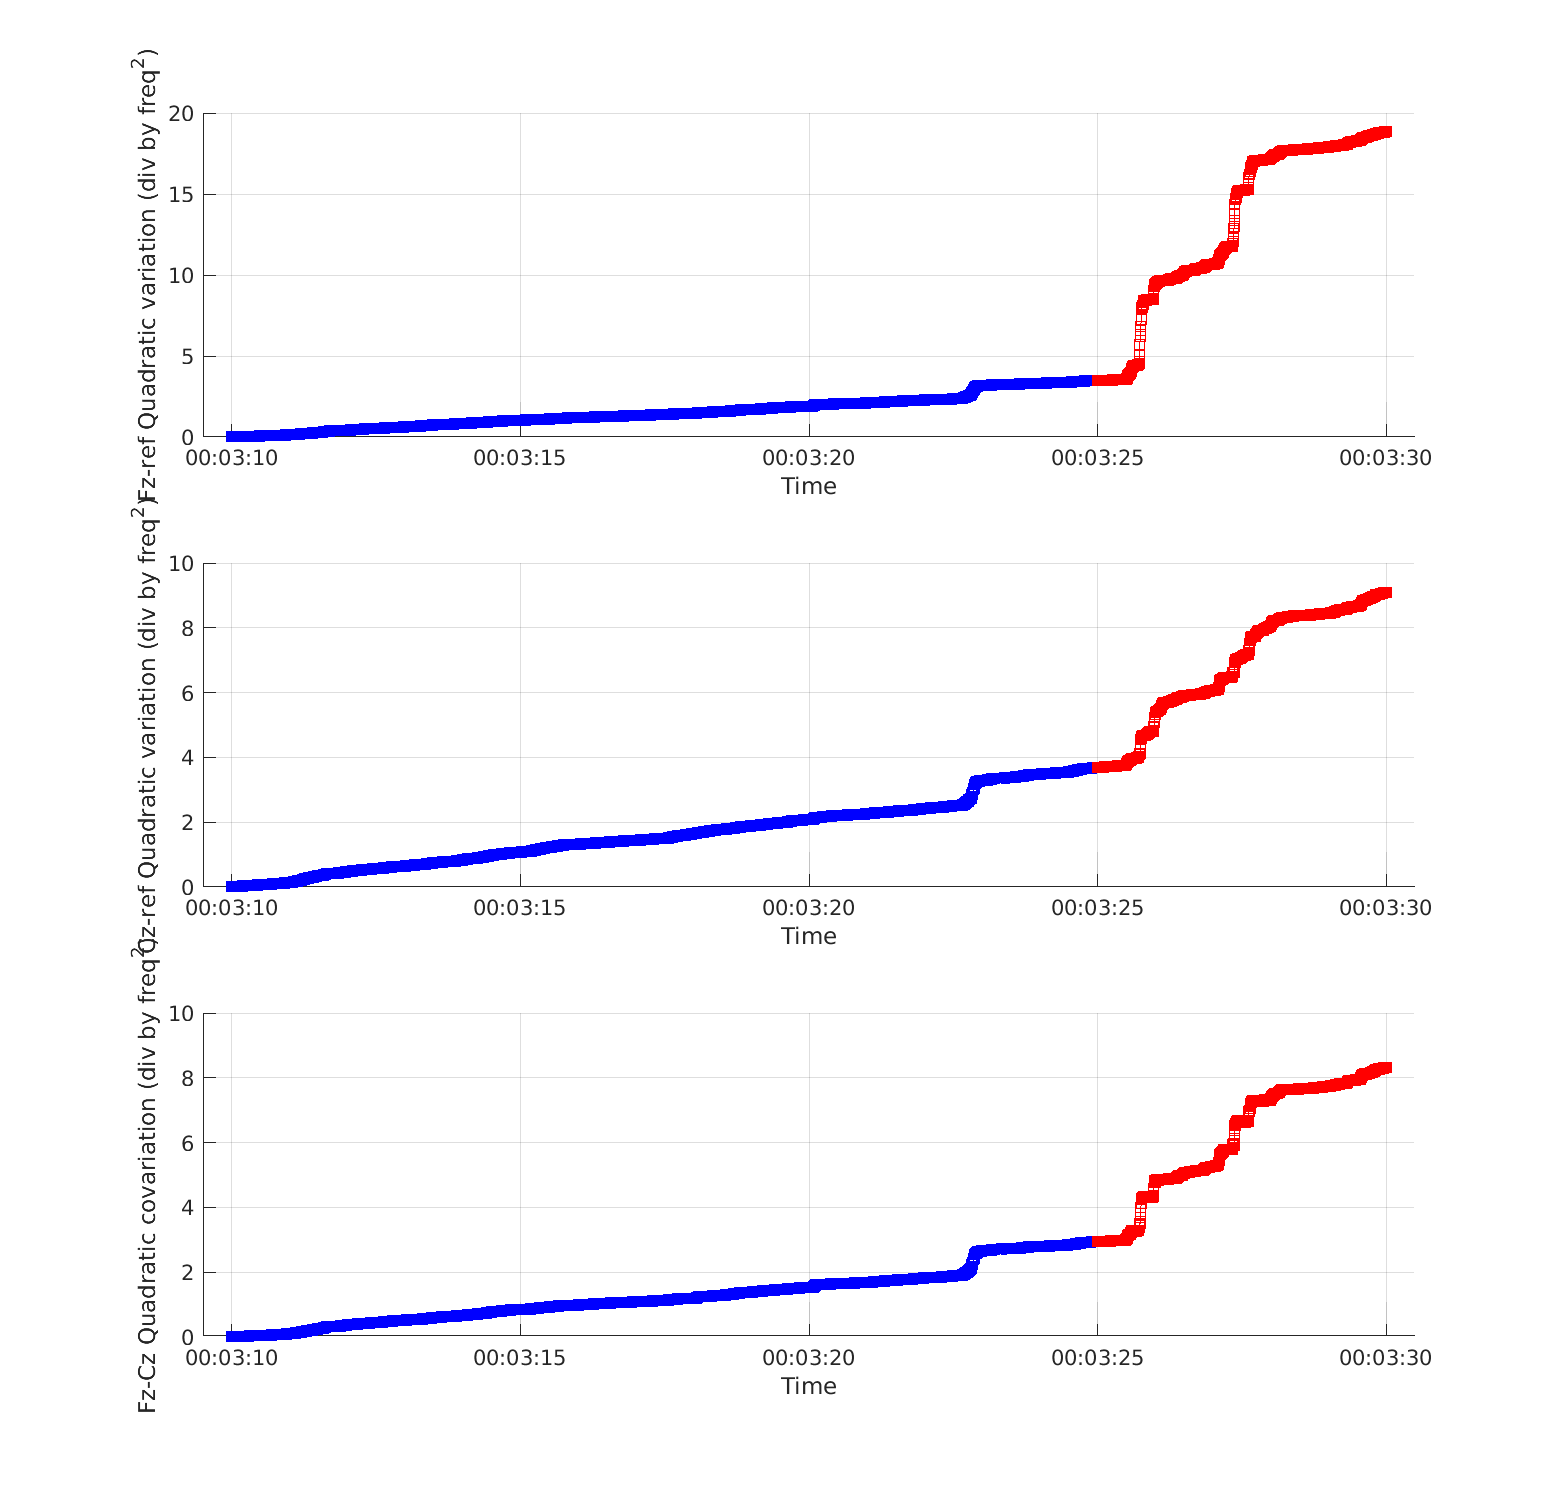 Fz-ref Quadratic variation (div by freq²)
20
15
10
5
0
00:03:10 00:03:15 00:03:20 00:03:25 00:03:30
Time
Cz-ref Quadratic variation (div by freq²)
10
8
6
4
2
0
00:03:10 00:03:15 00:03:20 00:03:25 00:03:30
Time
Fz-Cz Quadratic covariation (div by freq²)
10
8
6
4
2
0
00:03:10 00:03:15 00:03:20 00:03:25 00:03:30
Time